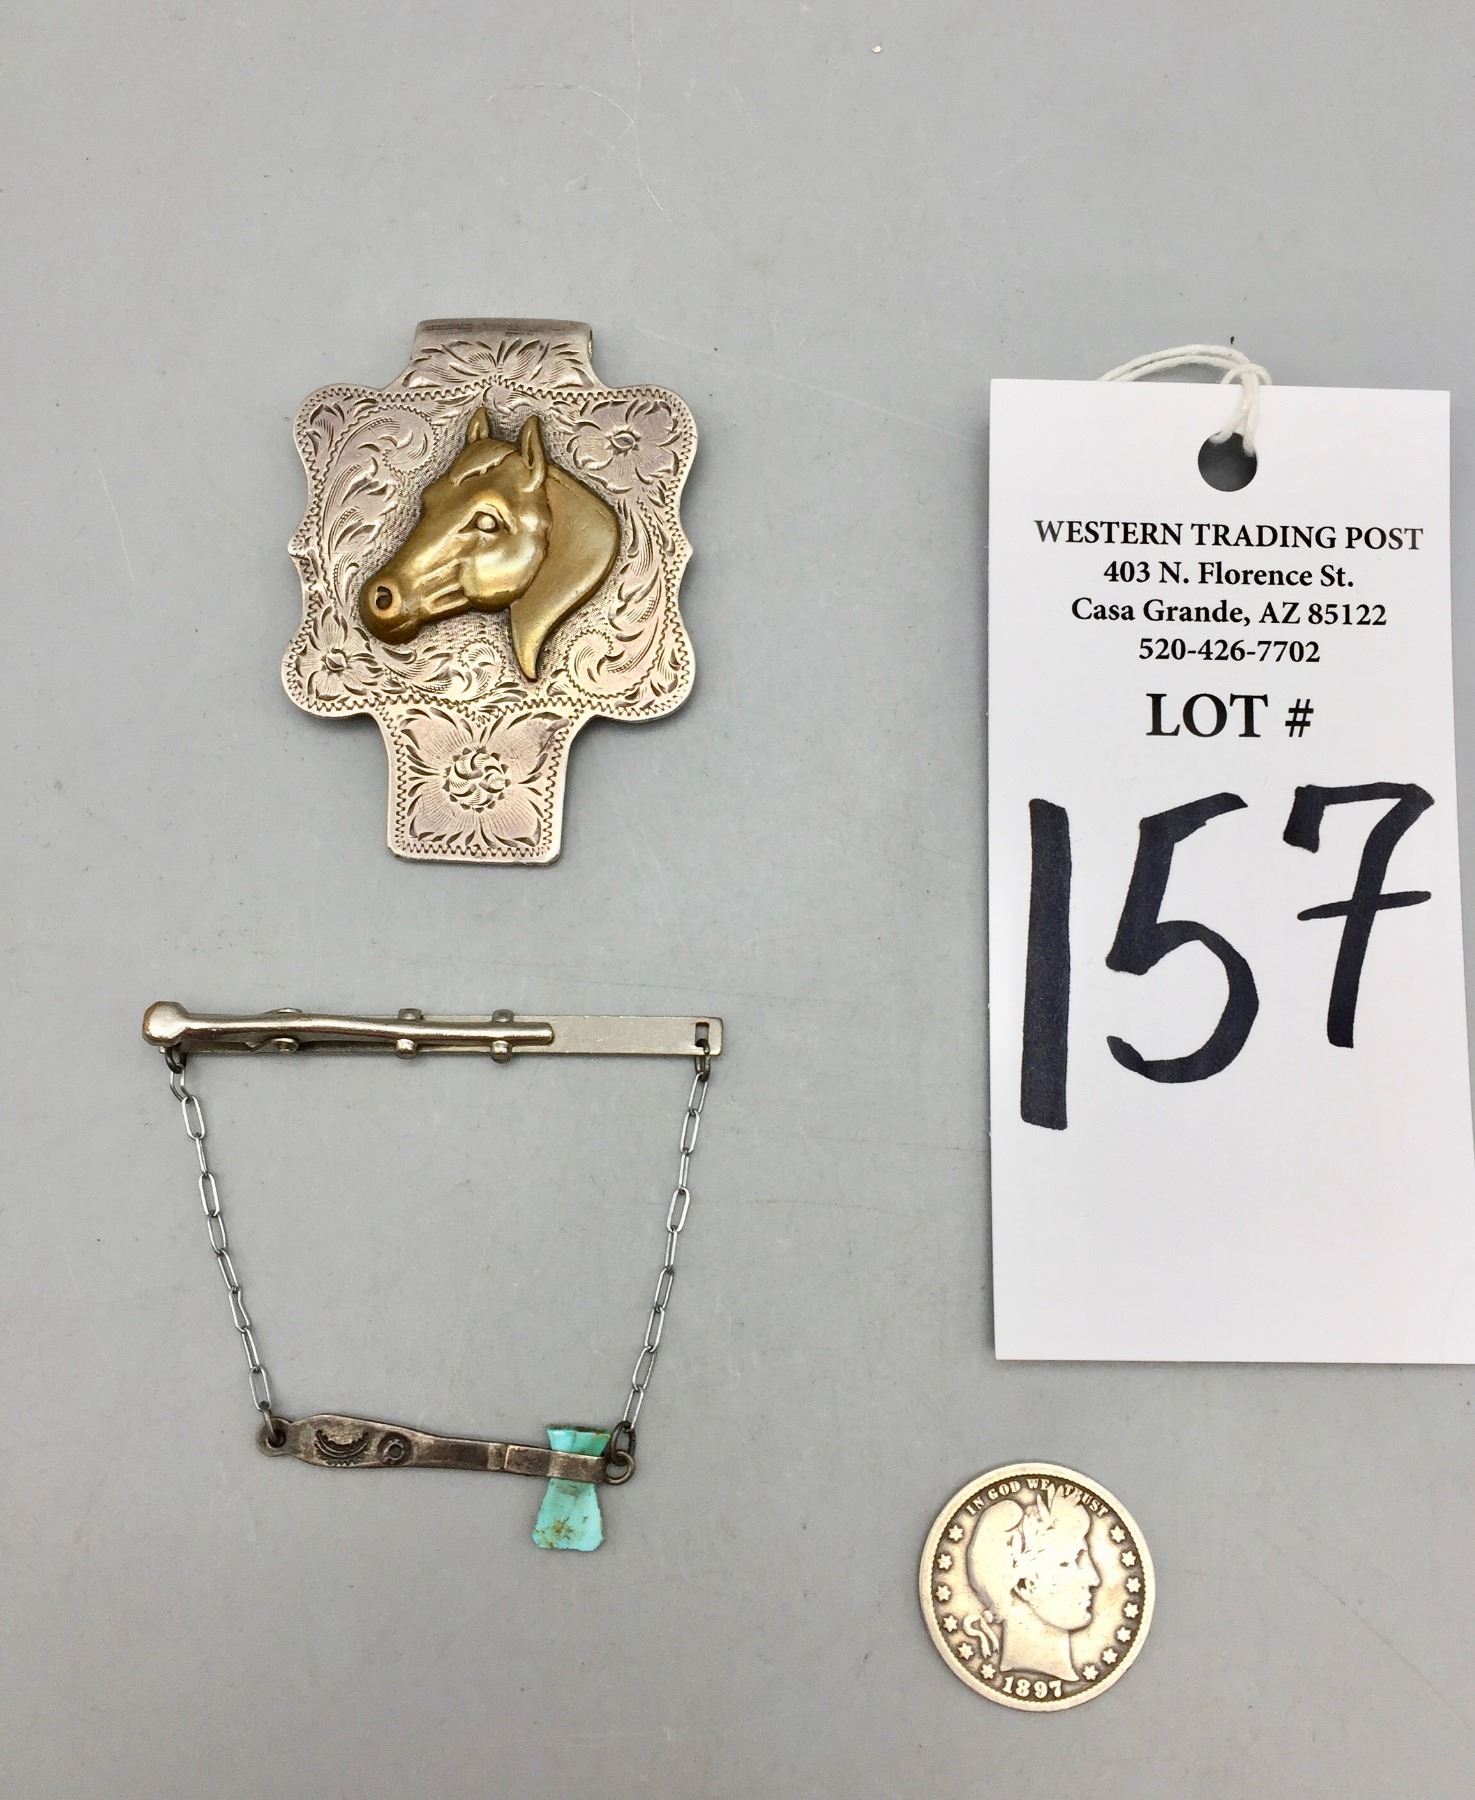 WESTERN TRADING POST
403 N. Florence St.
Casa Grande, AZ 85122
520-426-7702
LOT #
157
IN GOD WE TRUST
1897